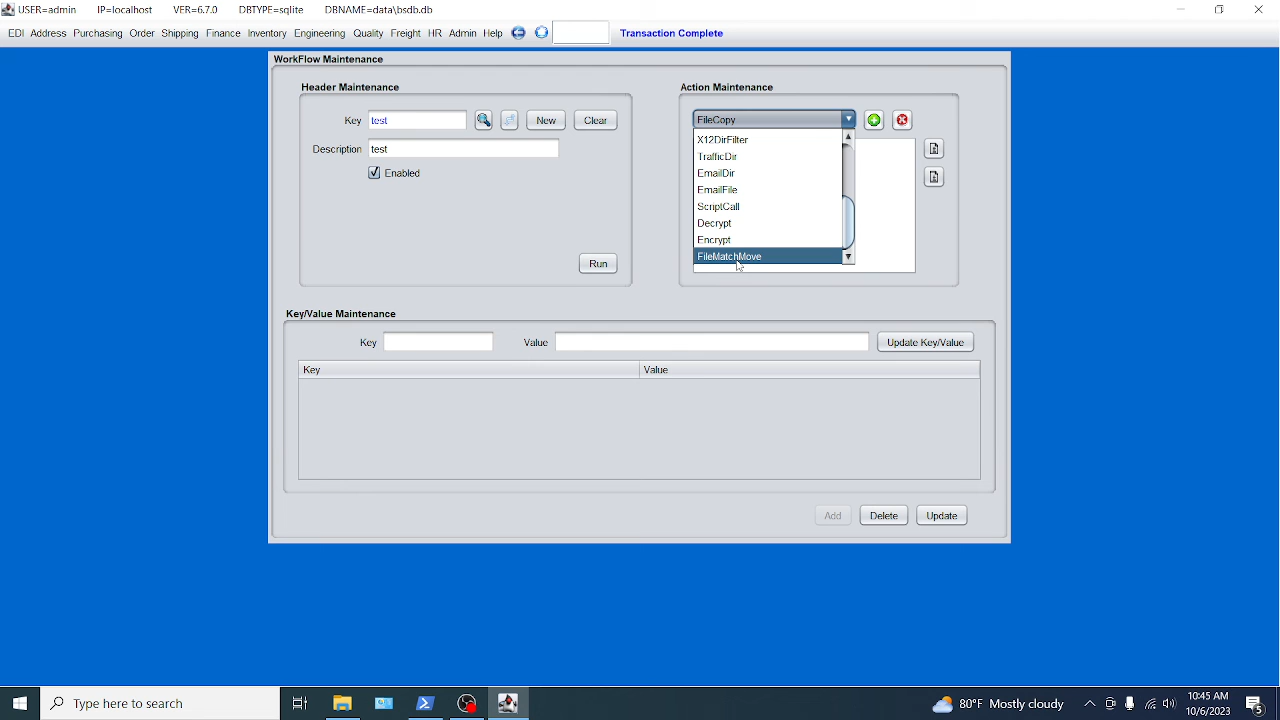 USER=admin IP=localhost VER=6.7.0 DBTYPE=sqlite DBNAME=data\bsdb.db
EDI Address Purchasing Order Shipping Finance Inventory Engineering Quality Freight HR Admin Help Transaction Complete
WorkFlow Maintenance
Header Maintenance
Key test New Clear
Description test
Enabled
Run
Action Maintenance
FileCopy
X12DirFilter
TrafficDir
EmailDir
EmailFile
ScriptCall
Decrypt
Encrypt
FileMatchMove
Key/Value Maintenance
Key Value Update Key/Value
Key Value
Add Delete Update
Type here to search
80°F Mostly cloudy
10:45 AM
10/6/2023
5